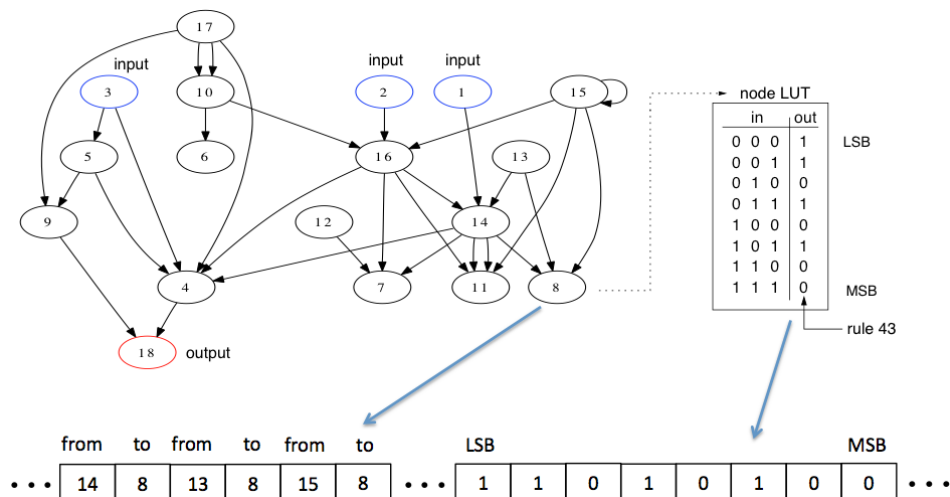 17
input
input
input
3
10
2
1
15
node LUT
in out
0 0 0 1 LSB
0 0 1 1
0 1 0 0
0 1 1 1
1 0 0 0
1 0 1 1
1 1 0 0
1 1 1 0 MSB
rule 43
5
6
16
13
9
12
14
4
7
11
8
18 output
from to from to from to LSB MSB
• • • 14 8 13 8 15 8 • • • 1 1 0 1 0 1 0 0 • • •